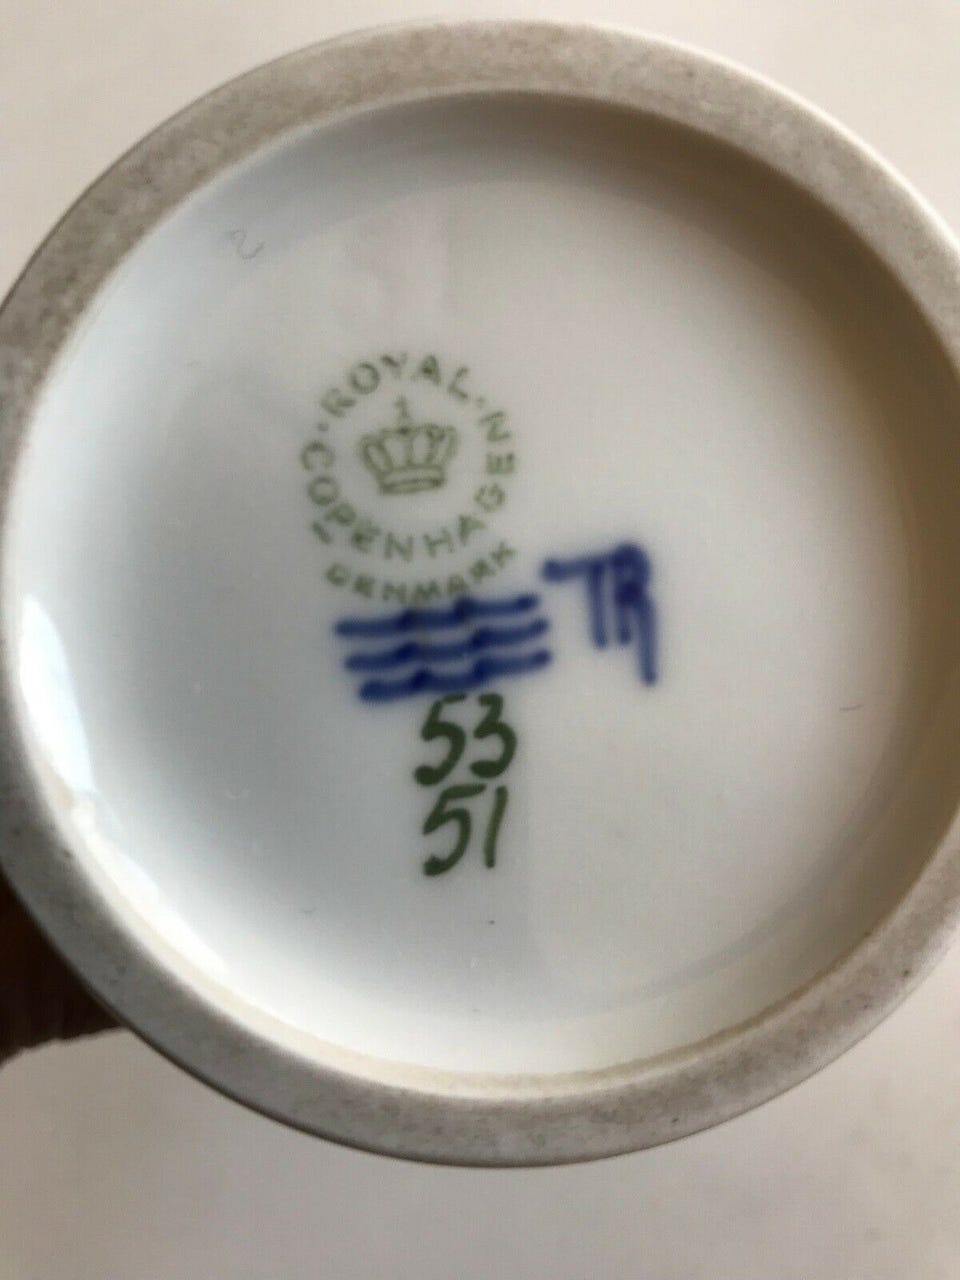 ROYAL
COPENHAGEN
DENMARK
TR
53
51